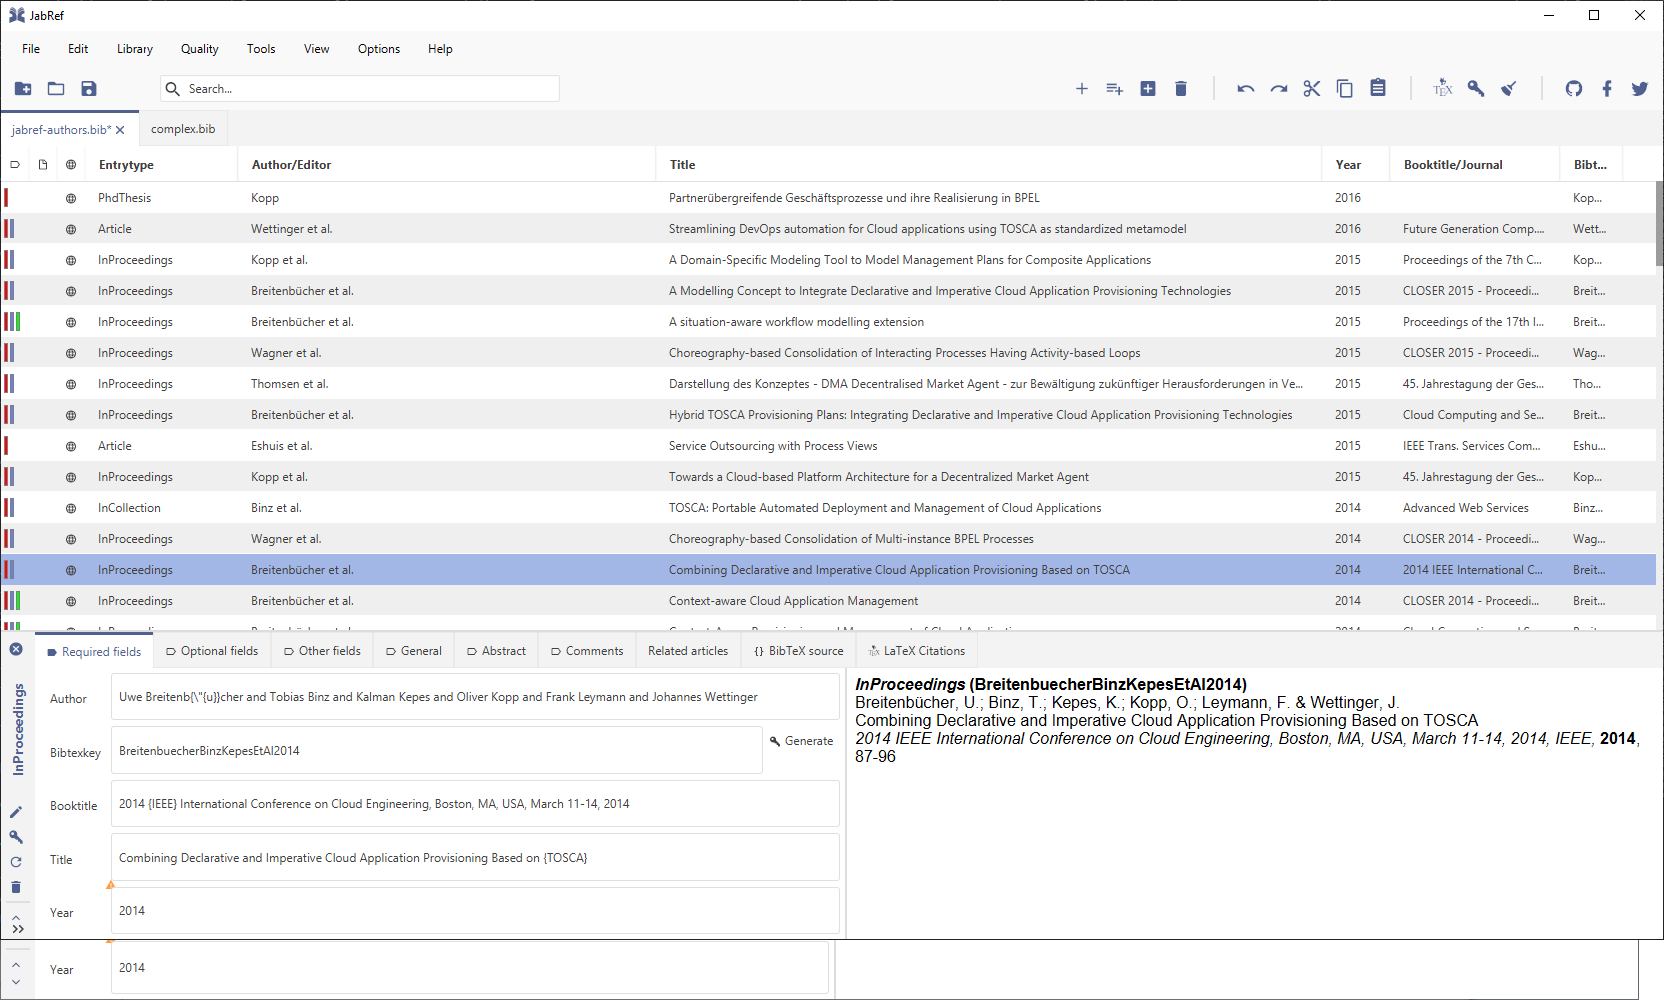 JabRef
File Edit Library Quality Tools View Options Help
Search...
TEX
jabref-authors.bib* complex.bib
Entrytype Author/Editor Title Year Booktitle/Journal Bibt...
PhdThesis Kopp Partnerübergreifende Geschäftsprozesse und ihre Realisierung in BPEL 2016 Kop...
Article Wettinger et al. Streamlining DevOps automation for Cloud applications using TOSCA as standardized metamodel 2016 Future Generation Comp.... Wett...
InProceedings Kopp et al. A Domain-Specific Modeling Tool to Model Management Plans for Composite Applications 2015 Proceedings of the 7th C... Kop...
InProceedings Breitenbücher et al. A Modelling Concept to Integrate Declarative and Imperative Cloud Application Provisioning Technologies 2015 CLOSER 2015 - Proceedi... Breit...
InProceedings Breitenbücher et al. A situation-aware workflow modelling extension 2015 Proceedings of the 17th I... Breit...
InProceedings Wagner et al. Choreography-based Consolidation of Interacting Processes Having Activity-based Loops 2015 CLOSER 2015 - Proceedi... Wag...
InProceedings Thomsen et al. Darstellung des Konzeptes - DMA Decentralised Market Agent - zur Bewältigung zukünftiger Herausforderungen in Ve... 2015 45. Jahrestagung der Ges... Tho...
InProceedings Breitenbücher et al. Hybrid TOSCA Provisioning Plans: Integrating Declarative and Imperative Cloud Application Provisioning Technologies 2015 Cloud Computing and Se... Breit...
Article Eshuis et al. Service Outsourcing with Process Views 2015 IEEE Trans. Services Com... Eshu...
InProceedings Kopp et al. Towards a Cloud-based Platform Architecture for a Decentralized Market Agent 2015 45. Jahrestagung der Ges... Kop...
InCollection Binz et al. TOSCA: Portable Automated Deployment and Management of Cloud Applications 2014 Advanced Web Services Binz...
InProceedings Wagner et al. Choreography-based Consolidation of Multi-instance BPEL Processes 2014 CLOSER 2014 - Proceedi... Wag...
InProceedings Breitenbücher et al. Combining Declarative and Imperative Cloud Application Provisioning Based on TOSCA 2014 2014 IEEE International C... Breit...
InProceedings Breitenbücher et al. Context-aware Cloud Application Management 2014 CLOSER 2014 - Proceedi... Breit...
Required fields Optional fields Other fields General Abstract Comments Related articles {} BibTeX source TEX LaTeX Citations
InProceedings
Author Uwe Breitenb{\"{u}}cher and Tobias Binz and Kalman Kepes and Oliver Kopp and Frank Leymann and Johannes Wettinger
Bibtexkey BreitenbuecherBinzKepesEtAl2014 Generate
Booktitle 2014 {IEEE} International Conference on Cloud Engineering, Boston, MA, USA, March 11-14, 2014
Title Combining Declarative and Imperative Cloud Application Provisioning Based on {TOSCA}
Year 2014
InProceedings (BreitenbuecherBinzKepesEtAl2014)
Breitenbücher, U.; Binz, T.; Kepes, K.; Kopp, O.; Leymann, F. & Wettinger, J.
Combining Declarative and Imperative Cloud Application Provisioning Based on TOSCA
2014 IEEE International Conference on Cloud Engineering, Boston, MA, USA, March 11-14, 2014, IEEE, 2014,
87-96
Year 2014